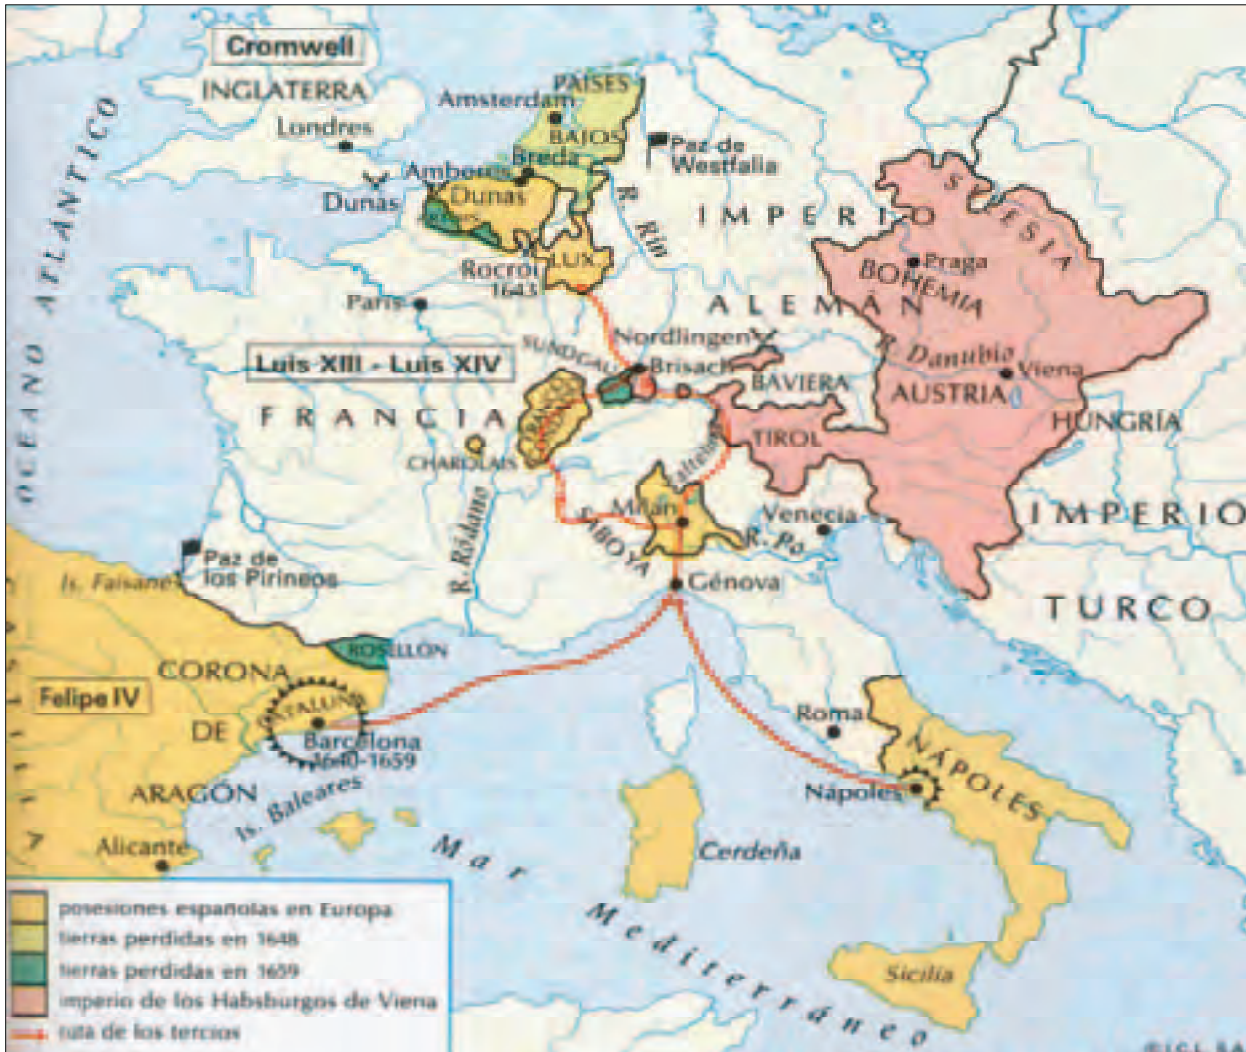 Cromwell
INGLATERRA
Londres
OCEANO ATLÁNTICO
PAÍSES
Amsterdam
BAJOS
Breda
Amberes
Dunas
Dunas
Paz de
Westfalia
R. Rin
IMPERIO
ALEMÁN
SILESIA
Praga
BOHEMIA
LUX.
Rocroi
1643
París
Nordlingen
SUNDGAU
Brisach
R. Danubio
Viena
BAVIERA
AUSTRIA
HUNGRÍA
Luis XIII - Luis XIV
FRANCIA
FRANCO
CHAROLAIS
TIROL
Valtelina
Milán
SABOYA
Venecia
R. Po
R. Ródano
Génova
IMPERIO
TURCO
Paz de
los Pirineos
Is. Faisanes
ROSELLÓN
CORONA
DE
ARAGÓN
Felipe IV
CATALUÑA
Barcelona
1640-1659
Is. Baleares
Alicante
Roma
NÁPOLES
Nápoles
Cerdeña
Mar Mediterráneo
Sicilia
posesiones españolas en Europa
tierras perdidas en 1648
tierras perdidas en 1659
imperio de los Habsburgos de Viena
ruta de los tercios